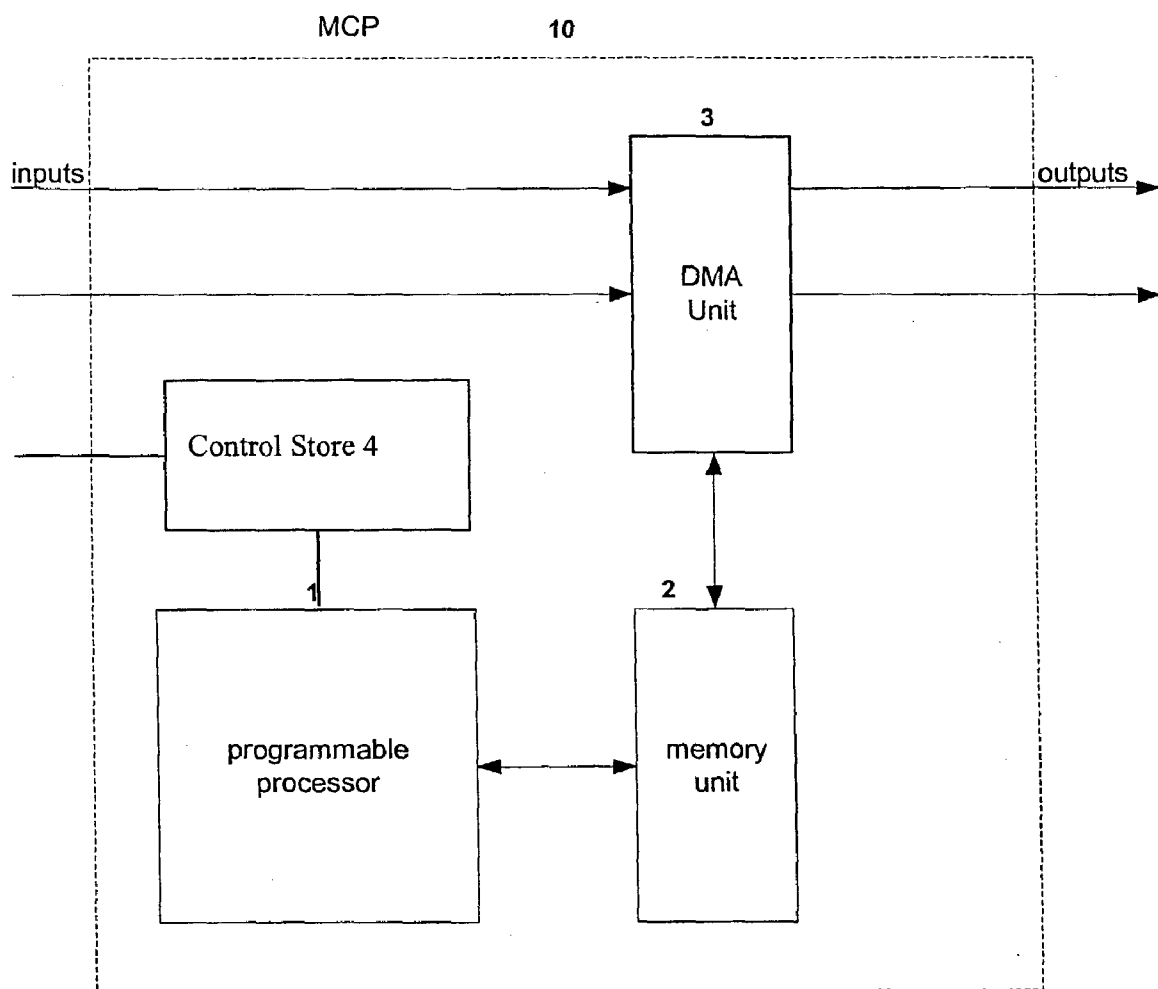 MCP 10
3
inputs
outputs
DMA
Unit
Control Store 4
1
2
programmable
processor
memory
unit